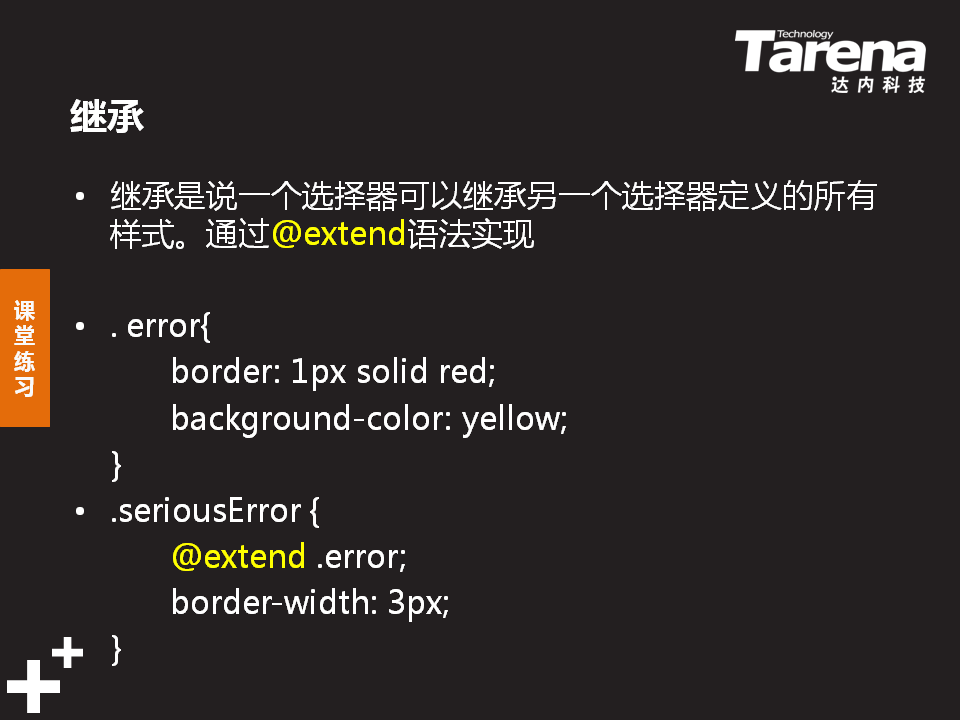 Technology
Tarena
达内科技
继承
• 继承是说一个选择器可以继承另一个选择器定义的所有
样式。通过@extend语法实现
课堂练习
• . error{
border: 1px solid red;
background-color: yellow;
}
• .seriousError {
@extend .error;
border-width: 3px;
}